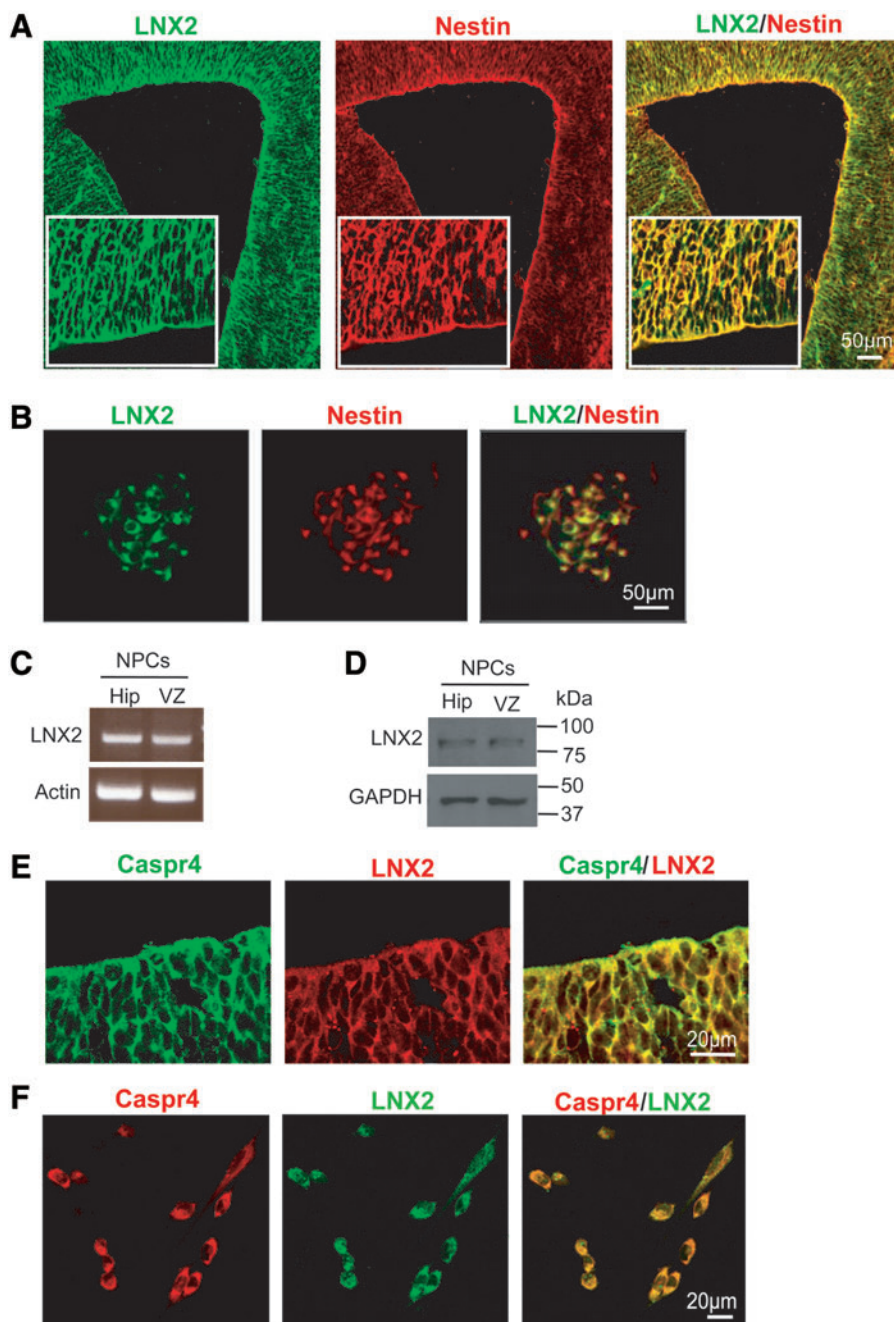 A
LNX2 Nestin LNX2/Nestin
50µm
B
LNX2 Nestin LNX2/Nestin
50µm
C
NPCs
Hip VZ
LNX2
Actin
D
NPCs
Hip VZ kDa
LNX2
100
75
GAPDH
50
37
E
Caspr4 LNX2 Caspr4/LNX2
20µm
F
Caspr4 LNX2 Caspr4/LNX2
20µm